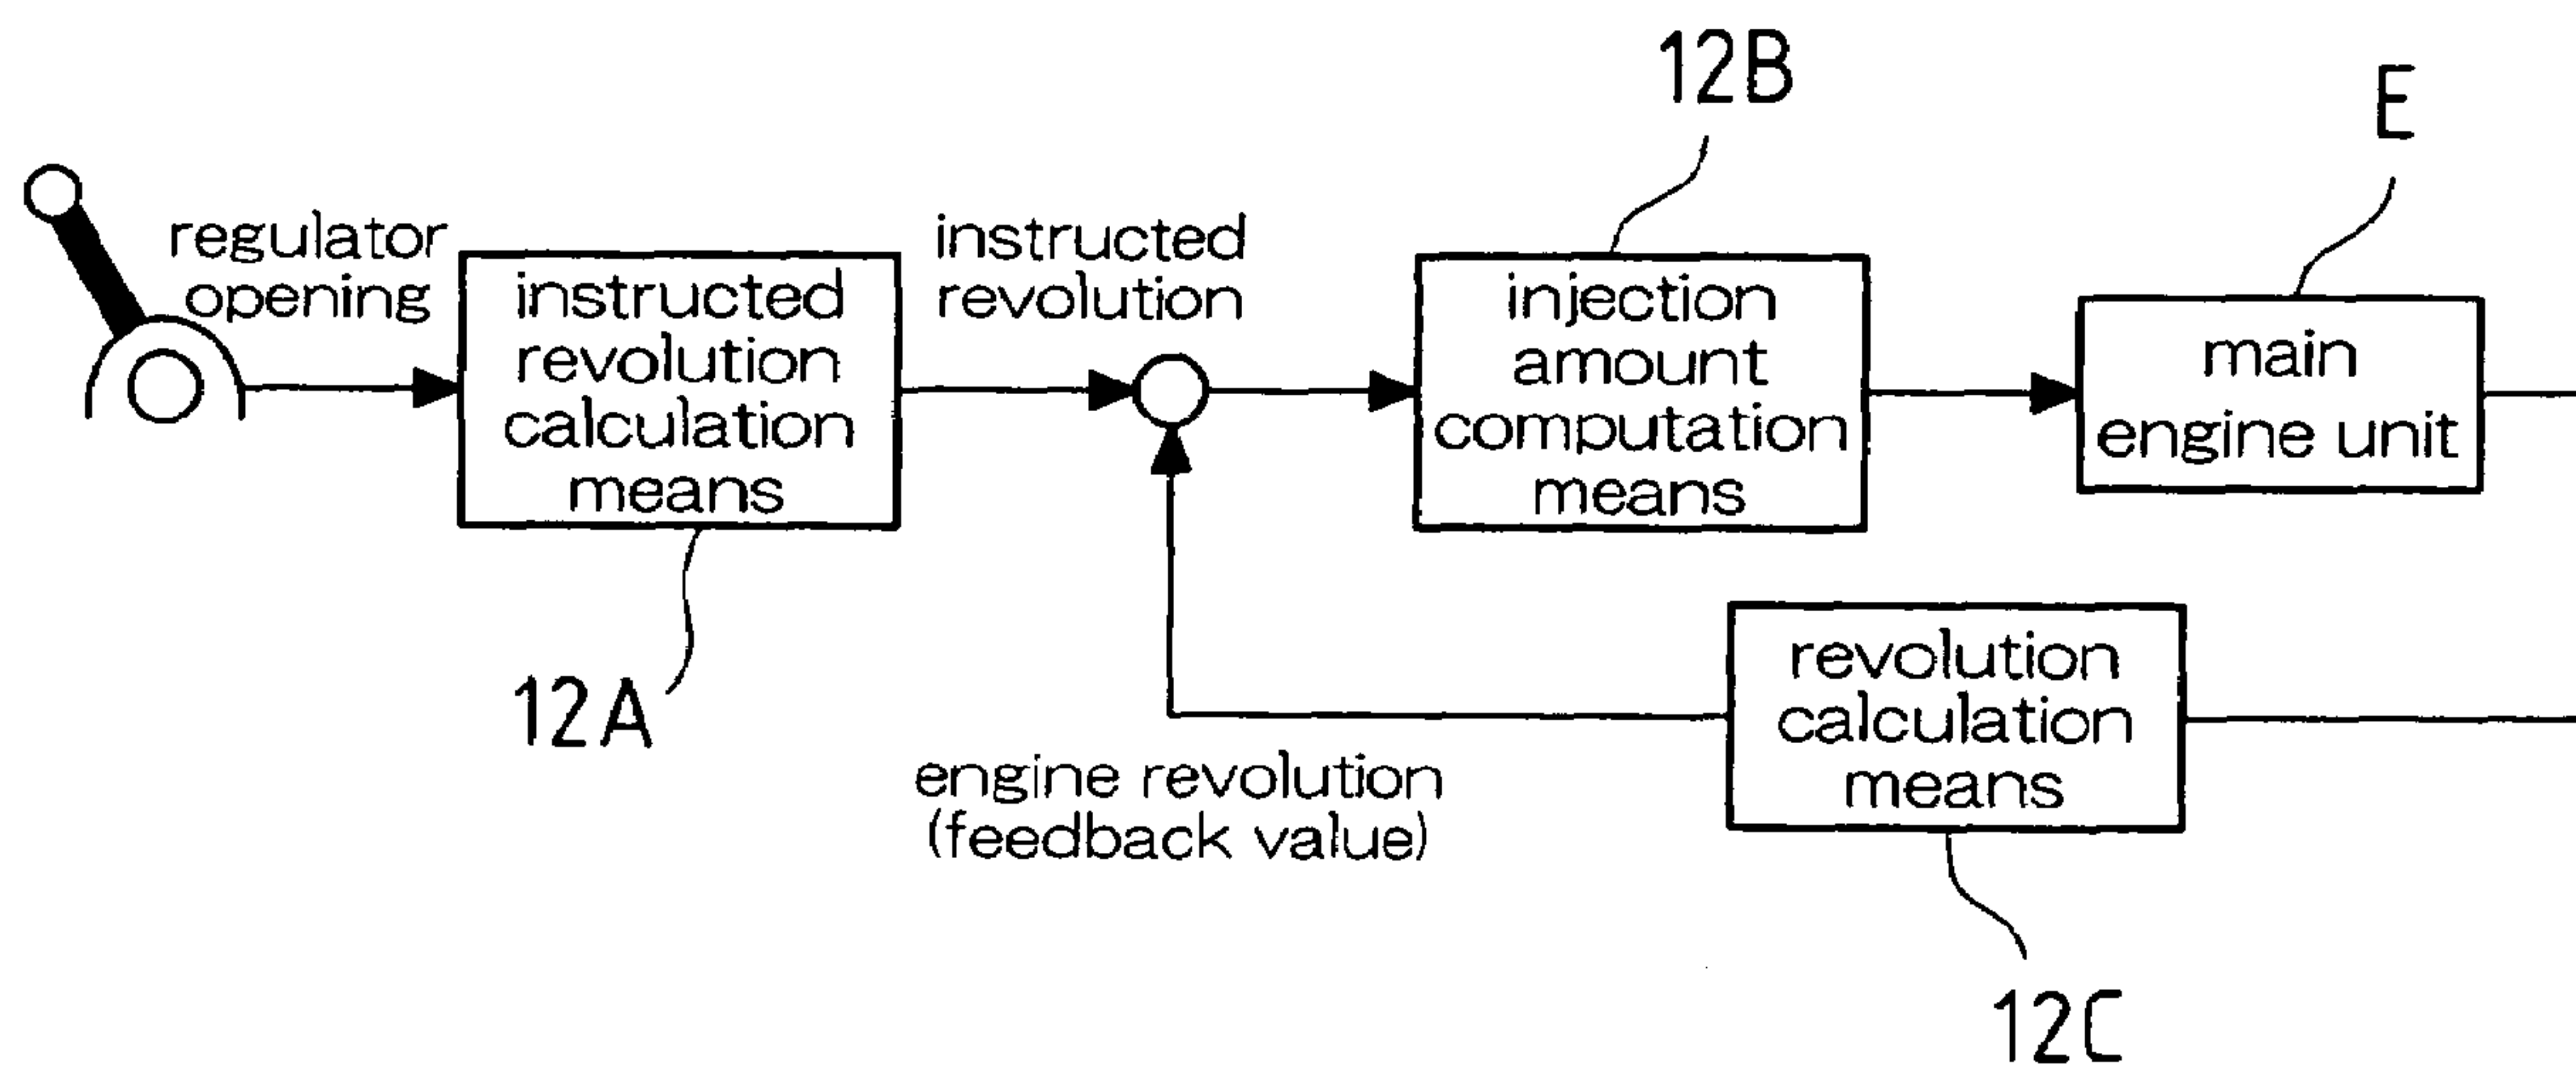 12B
E
regulator
opening
instructed
revolution
calculation
means
instructed
revolution
injection
amount
computation
means
main
engine unit
12A
revolution
calculation
means
engine revolution
(feedback value)
12C